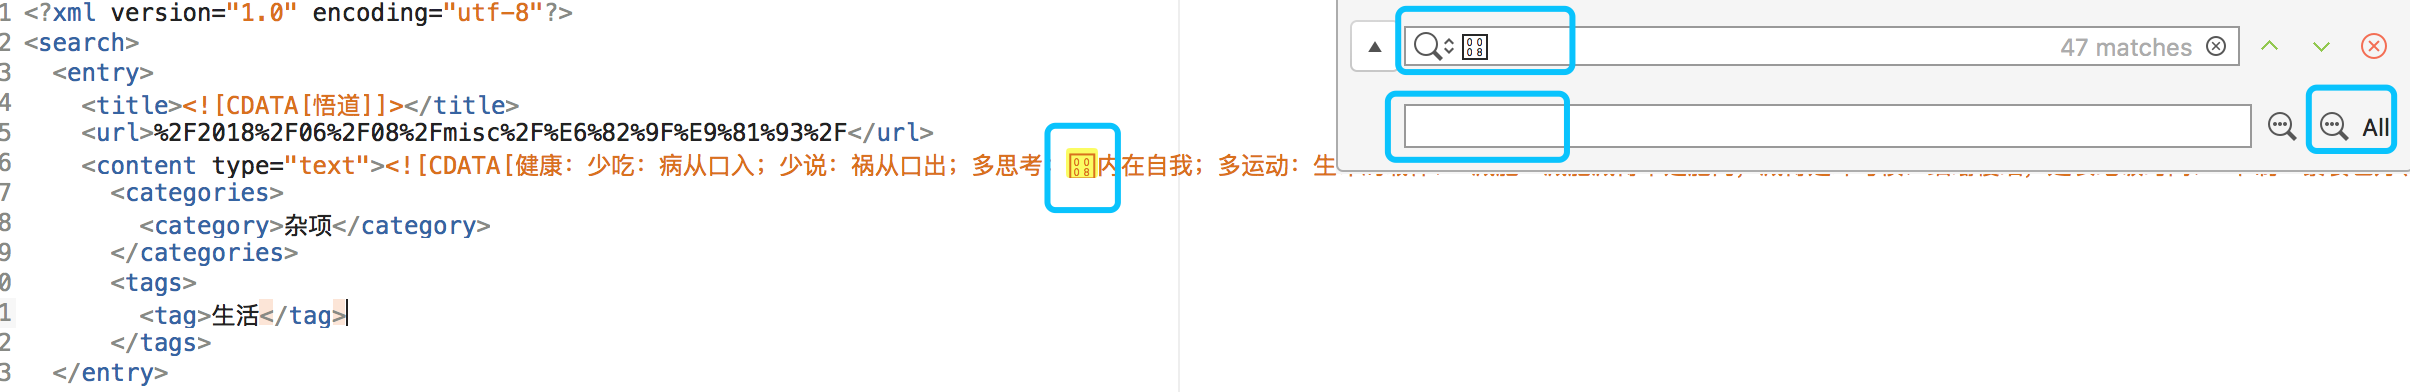 1 <?xml version="1.0" encoding="utf-8"?>
2 <search>
3 <entry>
4 <title><![CDATA[悟道]]></title>
5 <url>%2F2018%2F06%2F08%2Fmisc%2F%E6%82%9F%E9%81%93%2F</url>
6 <content type="text"><![CDATA[健康：少吃：病从口入；少说：祸从口出；多思考：内在自我；多运动：生
7 <categories>
8 <category>杂项</category>
9 </categories>
0 <tags>
1 <tag>生活</tag>
2 </tags>
3 </entry>
0008
47 matches
All